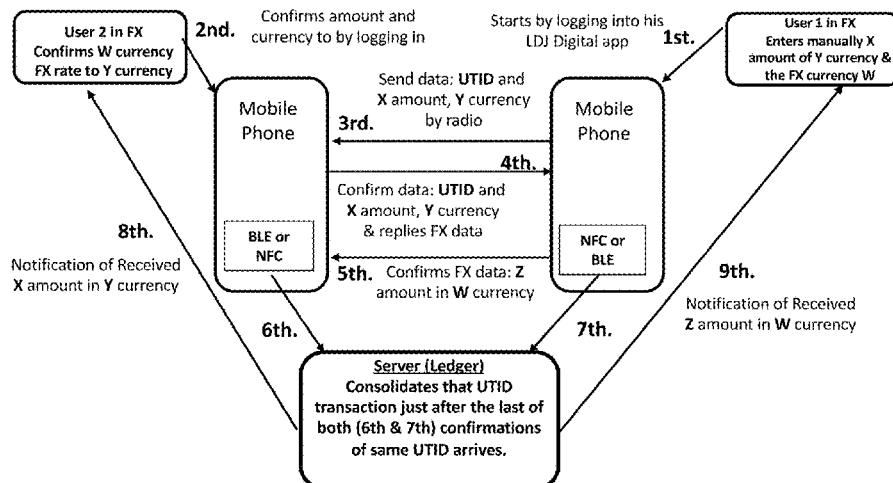 User 2 in FX
Confirms W currency
FX rate to Y currency
2nd.
Confirms amount and
currency to by logging in
Starts by logging into his
LDJ Digital app
1st.
User 1 in FX
Enters manually X
amount of Y currency &
the FX currency W
Mobile
Phone
Send data: UTID and
X amount, Y currency
by radio
3rd.
Mobile
Phone
4th.
Confirm data: UTID and
X amount, Y currency
& replies FX data
BLE or
NFC
NFC or
BLE
5th.
Confirms FX data: Z
amount in W currency
8th.
Notification of Received
X amount in Y currency
9th.
Notification of Received
Z amount in W currency
6th.
7th.
Server (Ledger)
Consolidates that UTID
transaction just after the last of
both (6th & 7th) confirmations
of same UTID arrives.